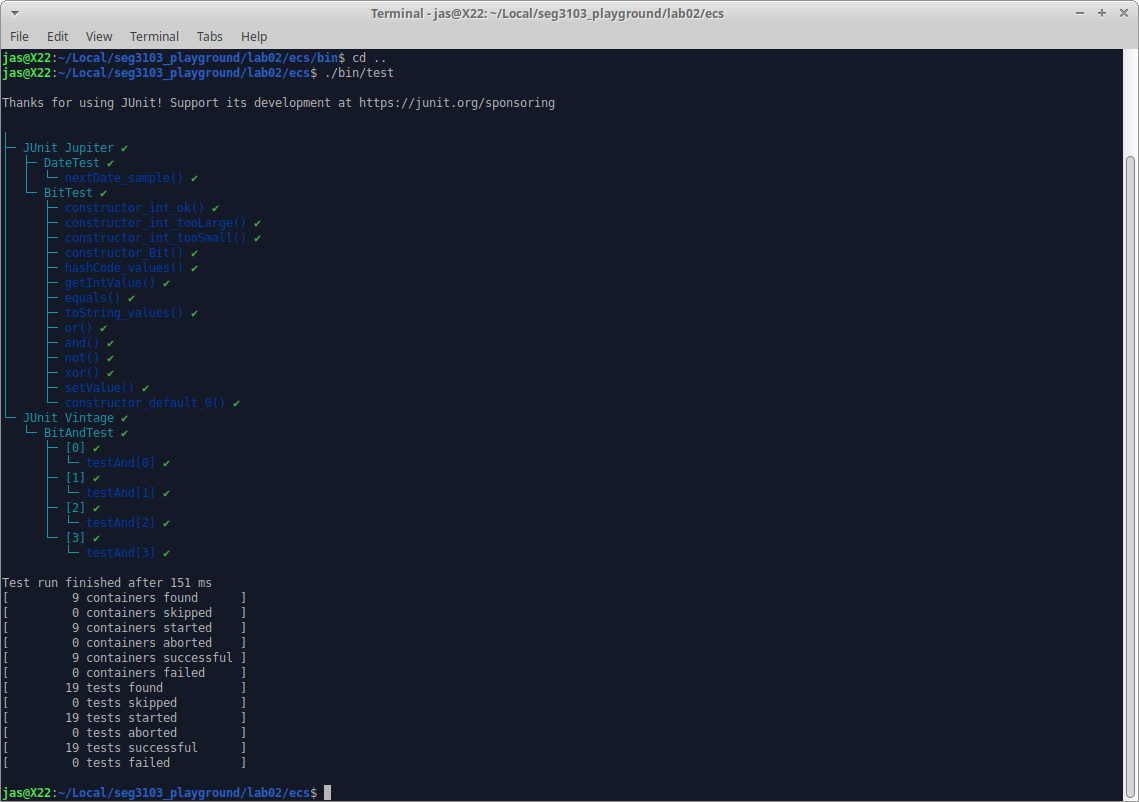 Terminal - jas@X22: ~/Local/seg3103_playground/lab02/ecs
File Edit View Terminal Tabs Help
jas@X22:~/Local/seg3103_playground/lab02/ecs/bin$ cd ..
jas@X22:~/Local/seg3103_playground/lab02/ecs$ ./bin/test
Thanks for using JUnit! Support its development at https://junit.org/sponsoring
├─ JUnit Jupiter ✔
│  ├─ DateTest ✔
│  │  └─ nextDate_sample() ✔
│  └─ BitTest ✔
│     ├─ constructor_int_ok() ✔
│     ├─ constructor_int_tooLarge() ✔
│     ├─ constructor_int_tooSmall() ✔
│     ├─ constructor_Bit() ✔
│     ├─ hashCode_values() ✔
│     ├─ getIntValue() ✔
│     ├─ equals() ✔
│     ├─ toString_values() ✔
│     ├─ or() ✔
│     ├─ and() ✔
│     ├─ not() ✔
│     ├─ xor() ✔
│     ├─ setValue() ✔
│     └─ constructor_default_0() ✔
└─ JUnit Vintage ✔
   └─ BitAndTest ✔
      ├─ [0] ✔
      │  └─ testAnd[0] ✔
      ├─ [1] ✔
      │  └─ testAnd[1] ✔
      ├─ [2] ✔
      │  └─ testAnd[2] ✔
      └─ [3] ✔
         └─ testAnd[3] ✔
Test run finished after 151 ms
[         9 containers found      ]
[         0 containers skipped    ]
[         9 containers started    ]
[         0 containers aborted    ]
[         9 containers successful ]
[         0 containers failed     ]
[        19 tests found           ]
[         0 tests skipped         ]
[        19 tests started         ]
[         0 tests aborted         ]
[        19 tests successful      ]
[         0 tests failed          ]
jas@X22:~/Local/seg3103_playground/lab02/ecs$